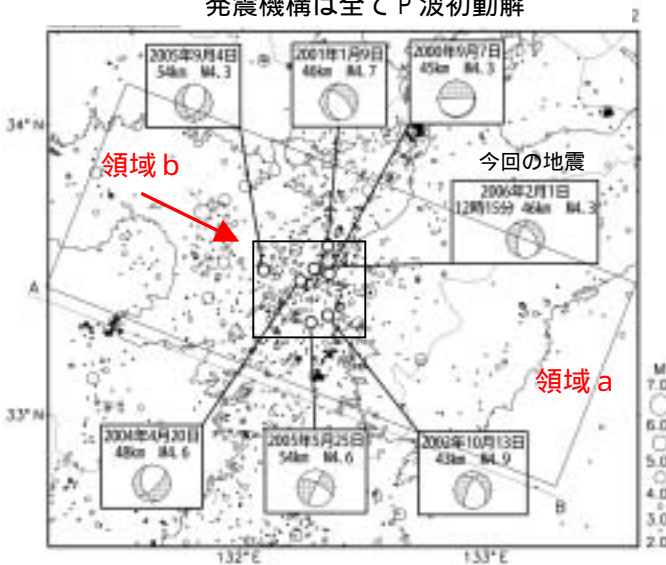 発震機構は全てＰ波初動解
2
2005年9月4日
54km M4.3
2001年1月9日
46km M4.7
2000年9月7日
45km M4.3
34°N
領域ｂ
今回の地震
2006年2月1日
12時15分 46km M4.3
A
領域ａ
M
7.0
6.0
5.0
4.0
3.0
2.0
33°N
2004年4月20日
48km M4.6
2005年5月25日
54km M4.6
年10月13日
43km M4.9
B
132°E
133°E